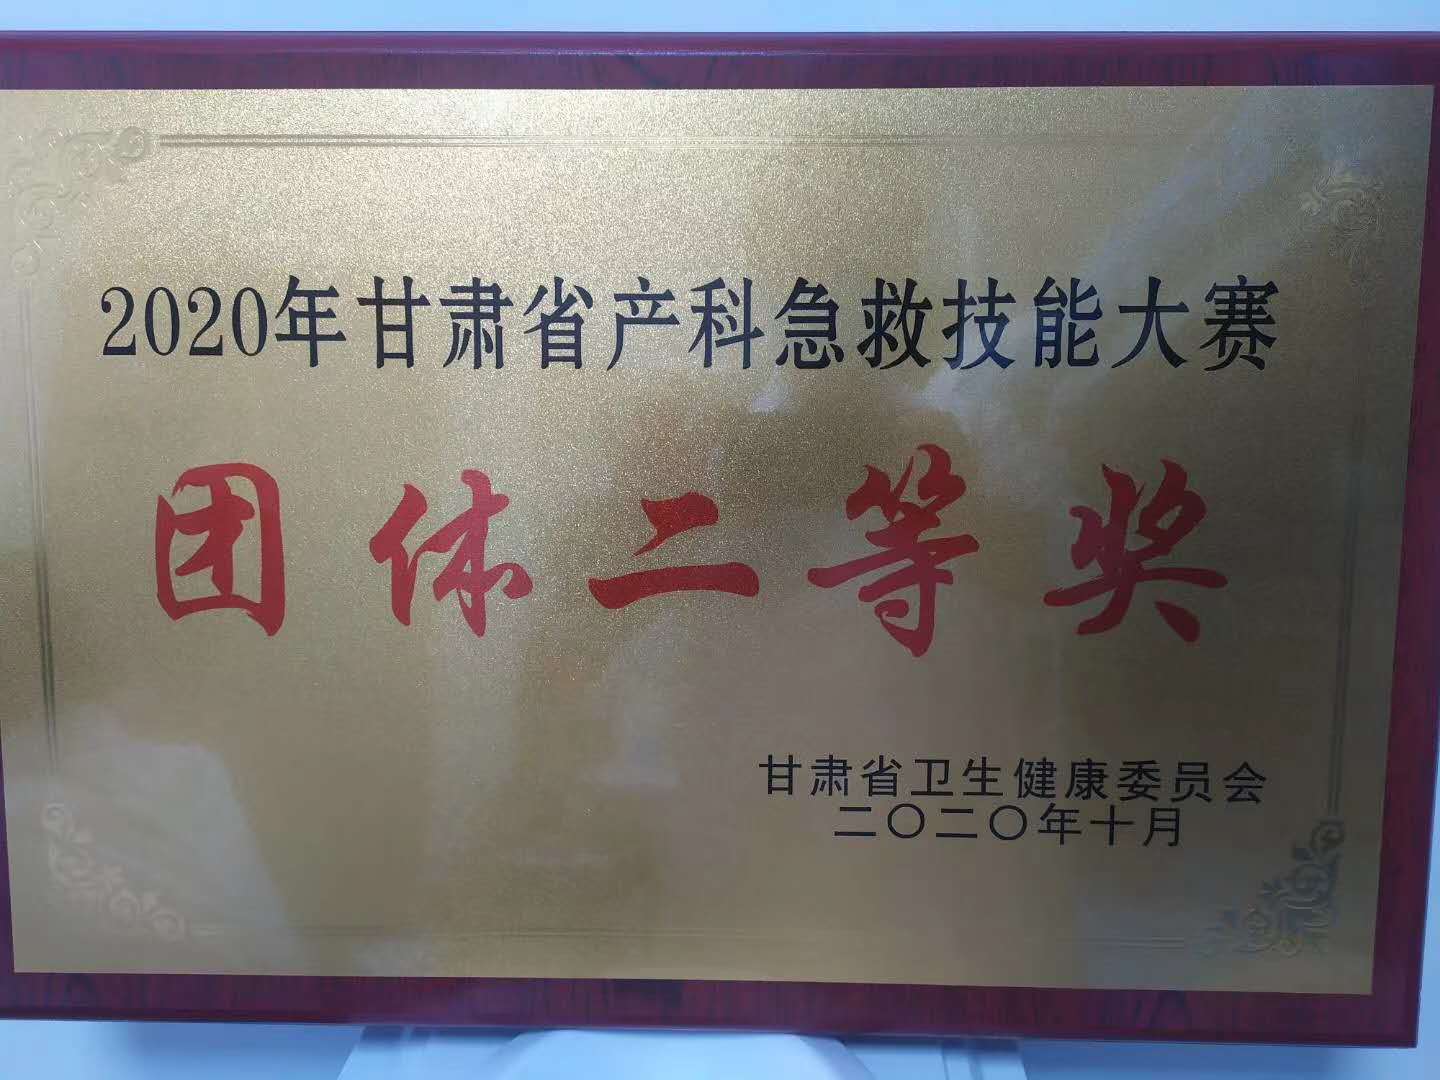 2020年甘肃省产科急救技能大赛
团体二等奖
甘肃省卫生健康委员会
二〇二〇年十月